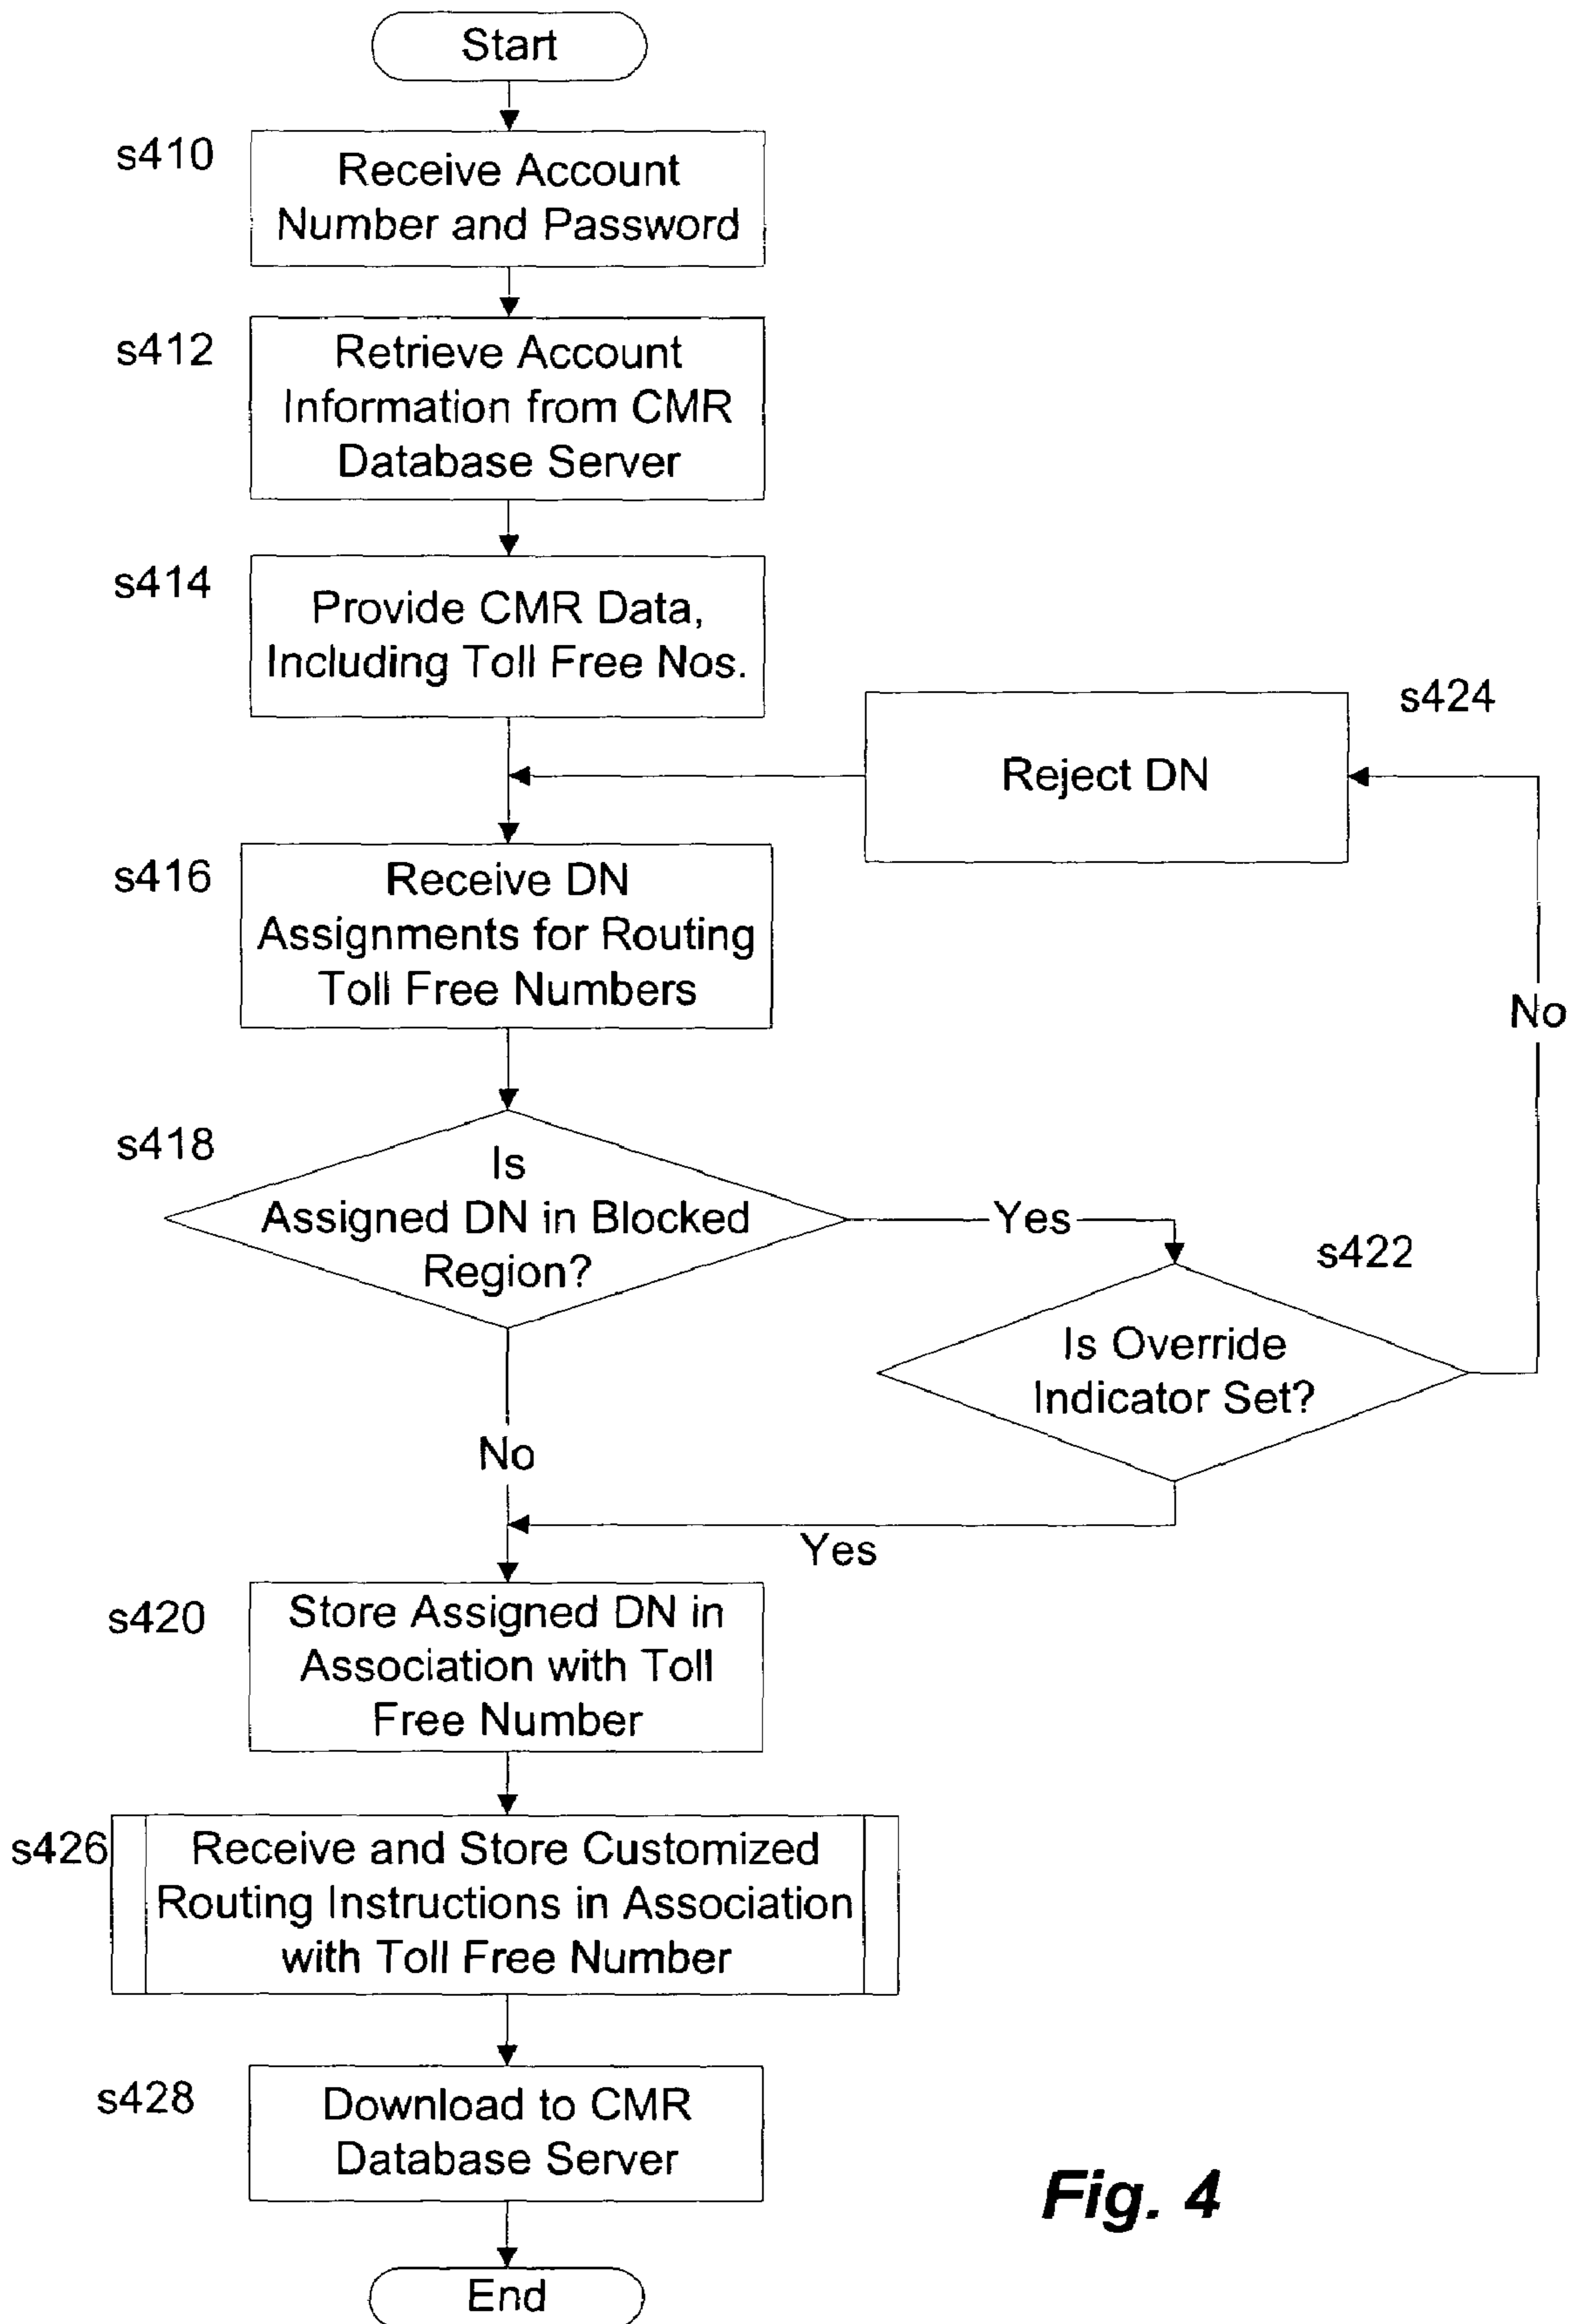 Start
s410
Receive Account
Number and Password
s412
Retrieve Account
Information from CMR
Database Server
s414
Provide CMR Data,
Including Toll Free Nos.
s424
Reject DN
s416
Receive DN
Assignments for Routing
Toll Free Numbers
No
s418
Is
Assigned DN in Blocked
Region?
Yes
s422
Is Override
Indicator Set?
No
Yes
s420
Store Assigned DN in
Association with Toll
Free Number
s426
Receive and Store Customized
Routing Instructions in Association
with Toll Free Number
s428
Download to CMR
Database Server
Fig. 4
End